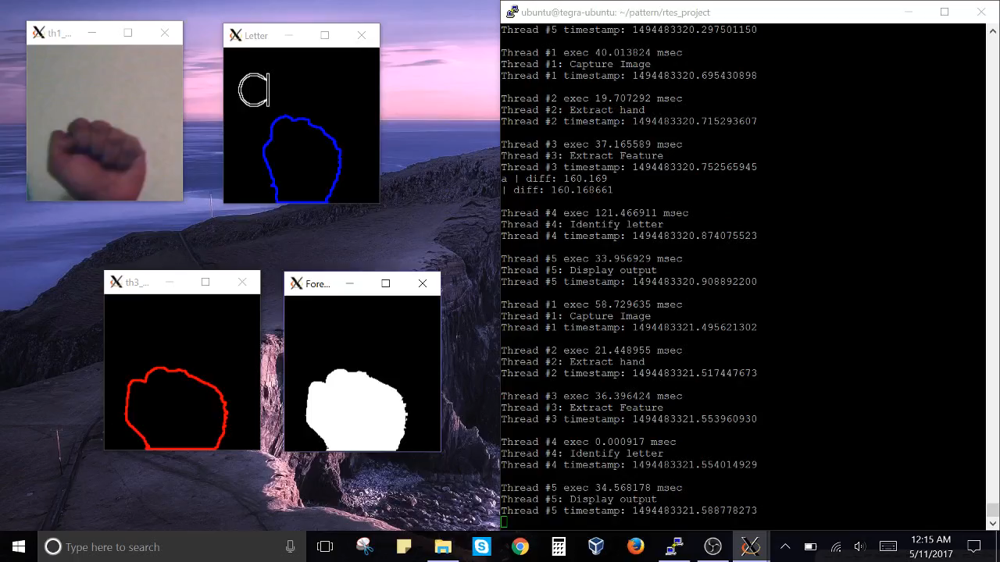 th1_...
Letter
a
th3_...
Fore...
ubuntu@tegra-ubuntu: ~/pattern/rtes_project
Thread #5 timestamp: 1494483320.297501150
Thread #1 exec 40.013824 msec
Thread #1: Capture Image
Thread #1 timestamp: 1494483320.695430898
Thread #2 exec 19.707292 msec
Thread #2: Extract hand
Thread #2 timestamp: 1494483320.715293607
Thread #3 exec 37.165589 msec
Thread #3: Extract Feature
Thread #3 timestamp: 1494483320.752565945
a | diff: 160.169
| diff: 160.168661
Thread #4 exec 121.466911 msec
Thread #4: Identify letter
Thread #4 timestamp: 1494483320.874075523
Thread #5 exec 33.956929 msec
Thread #5: Display output
Thread #5 timestamp: 1494483320.908892200
Thread #1 exec 58.729635 msec
Thread #1: Capture Image
Thread #1 timestamp: 1494483321.495621302
Thread #2 exec 21.448955 msec
Thread #2: Extract hand
Thread #2 timestamp: 1494483321.517447673
Thread #3 exec 36.396424 msec
Thread #3: Extract Feature
Thread #3 timestamp: 1494483321.553960930
Thread #4 exec 0.000917 msec
Thread #4: Identify letter
Thread #4 timestamp: 1494483321.554014929
Thread #5 exec 34.568178 msec
Thread #5: Display output
Thread #5 timestamp: 1494483321.588778273
Type here to search
12:15 AM
5/11/2017